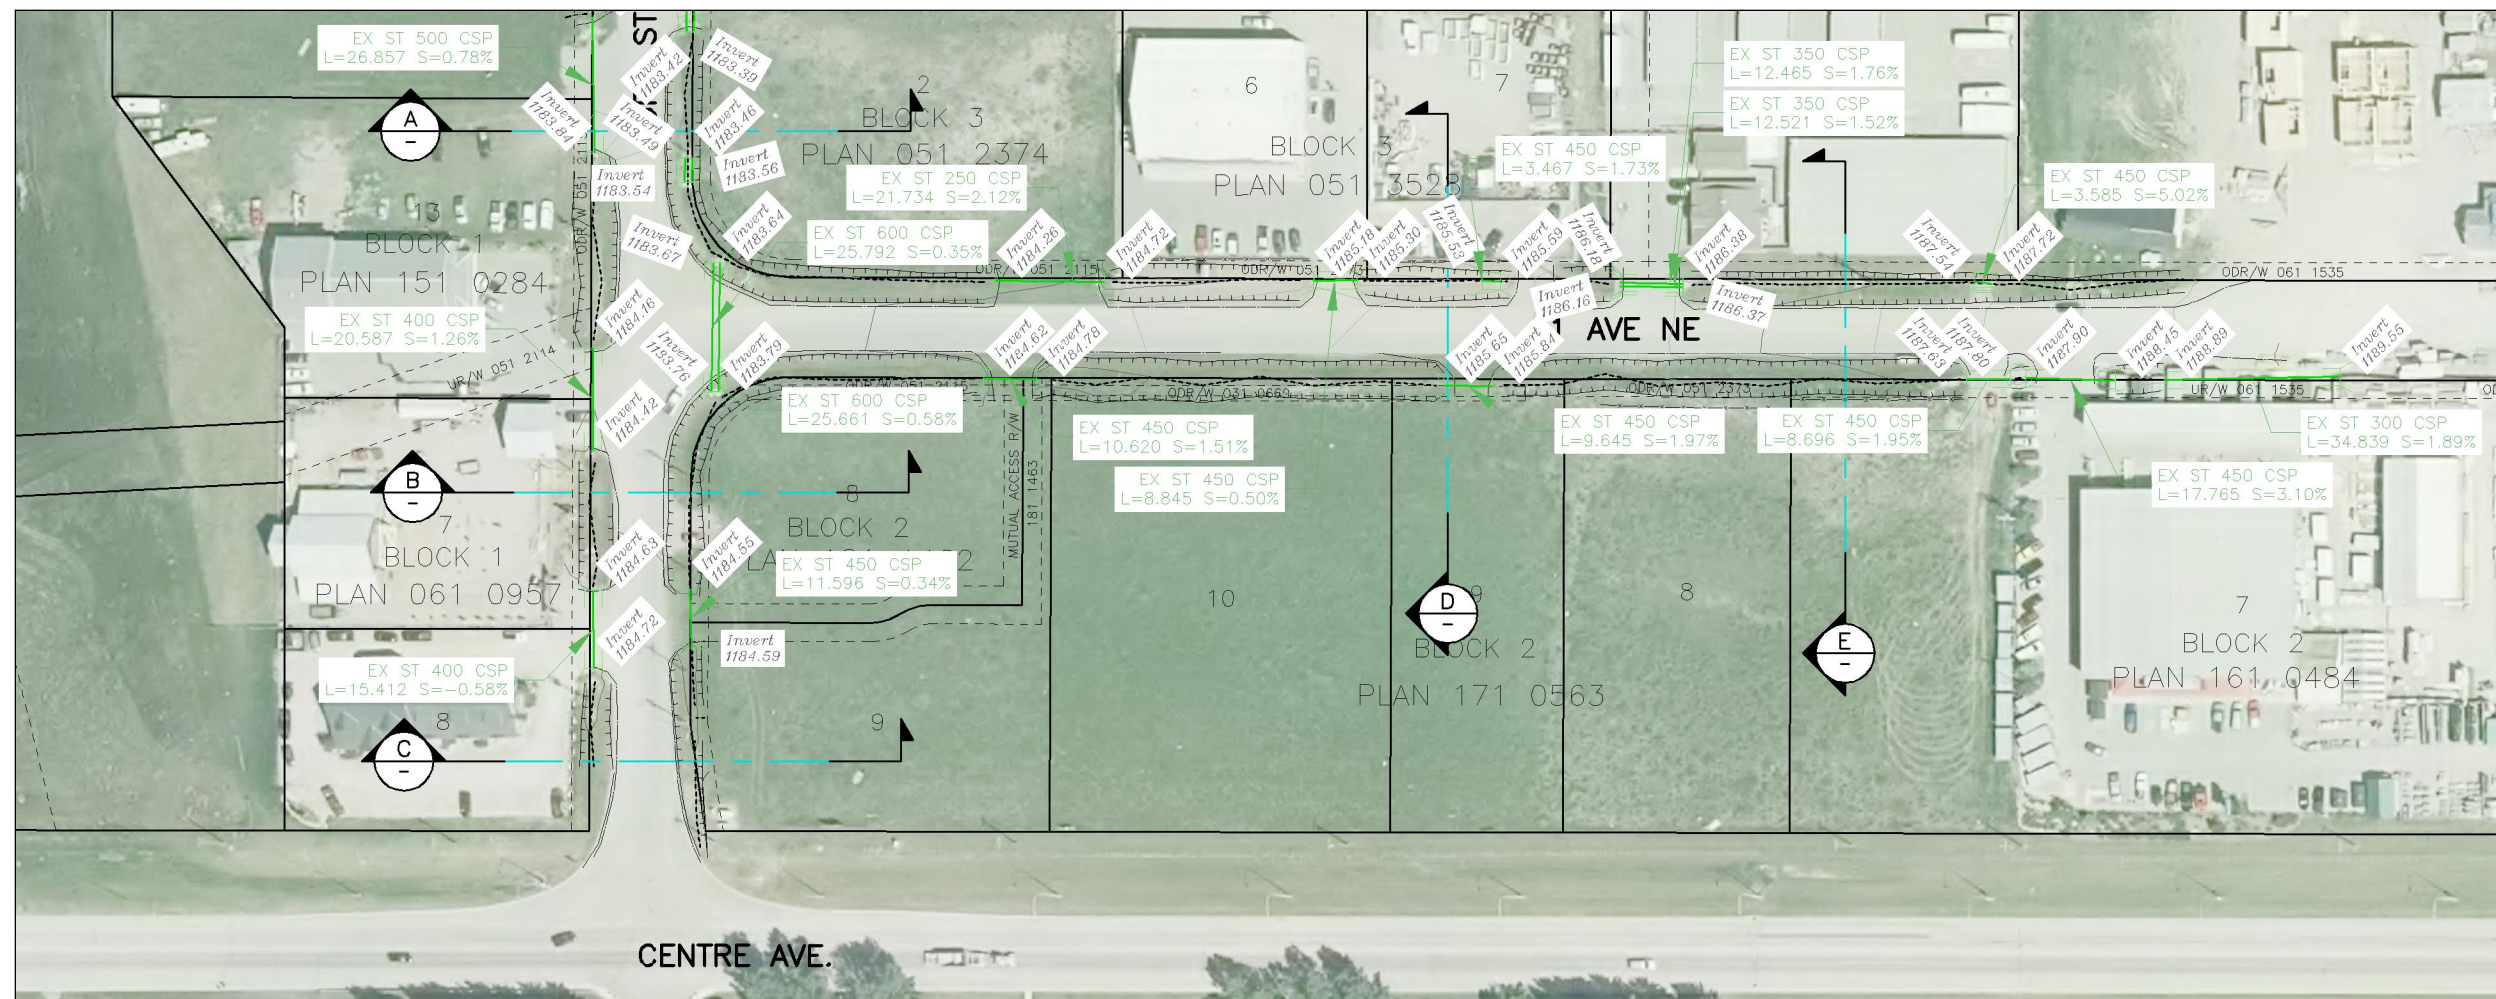 EX ST 500 CSP
L=26.857 S=0.78%
ST
Invert
1183.42
Invert
1183.39
Invert
1183.84
Invert
1183.49
Invert
1183.46
Invert
1183.54
Invert
1183.56
A
-
2
BLOCK 3
PLAN 051 2374
6
BLOCK 3
PLAN 051 3528
7
EX ST 350 CSP
L=12.465 S=1.76%
EX ST 350 CSP
L=12.521 S=1.52%
EX ST 450 CSP
L=3.467 S=1.73%
EX ST 450 CSP
L=3.585 S=5.02%
EX ST 250 CSP
L=21.734 S=2.12%
EX ST 600 CSP
L=25.792 S=0.35%
13
BLOCK 1
PLAN 151 0284
Invert
1183.67
Invert
1183.64
Invert
1184.26
Invert
1184.72
Invert
1185.18
Invert
1185.30
Invert
1185.53
Invert
1185.59
Invert
1186.18
Invert
1186.16
Invert
1186.38
Invert
1186.37
Invert
1187.54
Invert
1187.72
ODR/W 051 2115
ODR/W 061 1535
EX ST 400 CSP
L=20.587 S=1.26%
UR/W 051 2114
Invert
1184.16
Invert
1183.76
Invert
1183.79
Invert
1184.62
Invert
1184.78
Invert
1185.65
Invert
1185.84
1 AVE NE
Invert
1187.63
Invert
1187.80
Invert
1187.90
Invert
1188.45
Invert
1188.89
Invert
1189.55
ODR/W 031 0669
ODR/W 051 2373
UR/W 061 1535
Invert
1184.42
EX ST 600 CSP
L=25.661 S=0.58%
EX ST 450 CSP
L=10.620 S=1.51%
EX ST 450 CSP
L=8.845 S=0.50%
EX ST 450 CSP
L=9.645 S=1.97%
EX ST 450 CSP
L=8.696 S=1.95%
EX ST 300 CSP
L=34.839 S=1.89%
EX ST 450 CSP
L=17.765 S=3.10%
MUTUAL ACCESS R/W
181 1463
B
-
7
BLOCK 1
PLAN 061 0957
8
BLOCK 2
Invert
1184.63
Invert
1184.55
EX ST 450 CSP
L=11.596 S=0.34%
Invert
1184.72
Invert
1184.59
EX ST 400 CSP
L=15.412 S=-0.58%
10
D
-
9
BLOCK 2
PLAN 171 0563
8
E
-
7
BLOCK 2
PLAN 161 0484
C
-
8
9
CENTRE AVE.